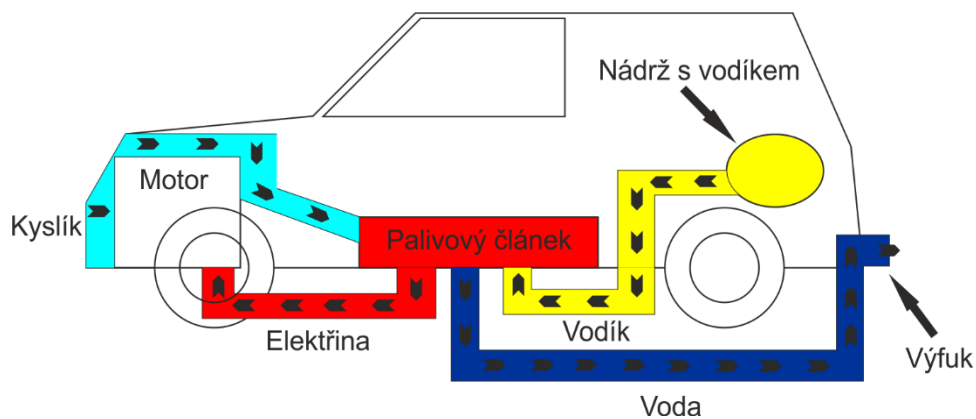 Nádrž s vodíkem
Motor
Kyslík
Palivový článek
Elektřina
Vodík
Výfuk
Voda